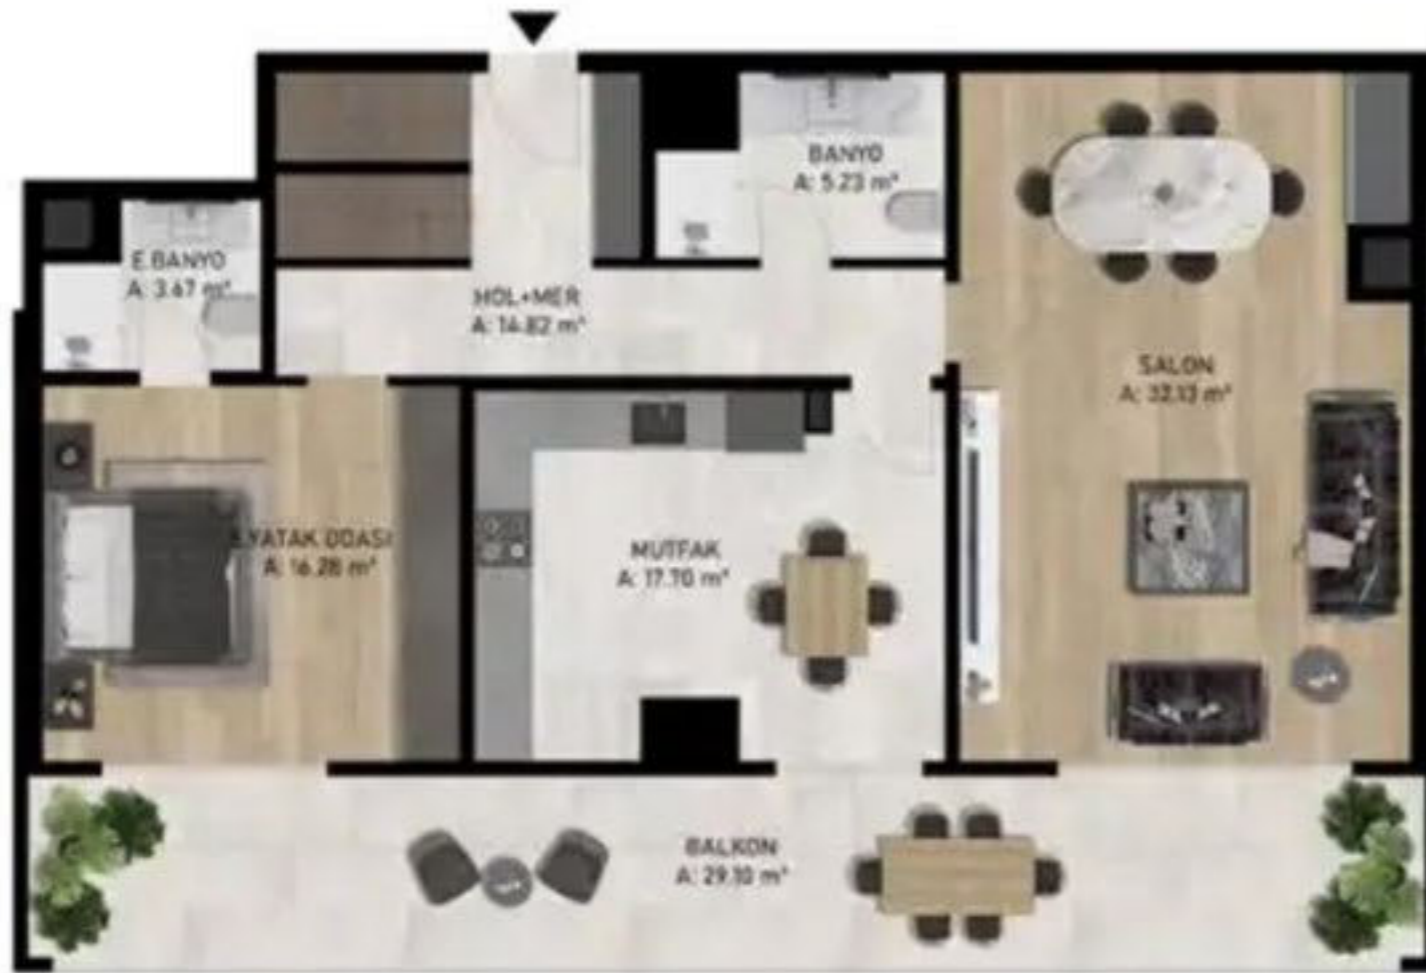 BANYO
A: 5.23 m²
E.BANYO
A: 3.67 m²
HOL+MER
A: 14.82 m²
SALON
A: 32.13 m²
E.YATAK ODASI
A: 16.28 m²
MUTFAK
A: 17.70 m²
BALKON
A: 29.10 m²